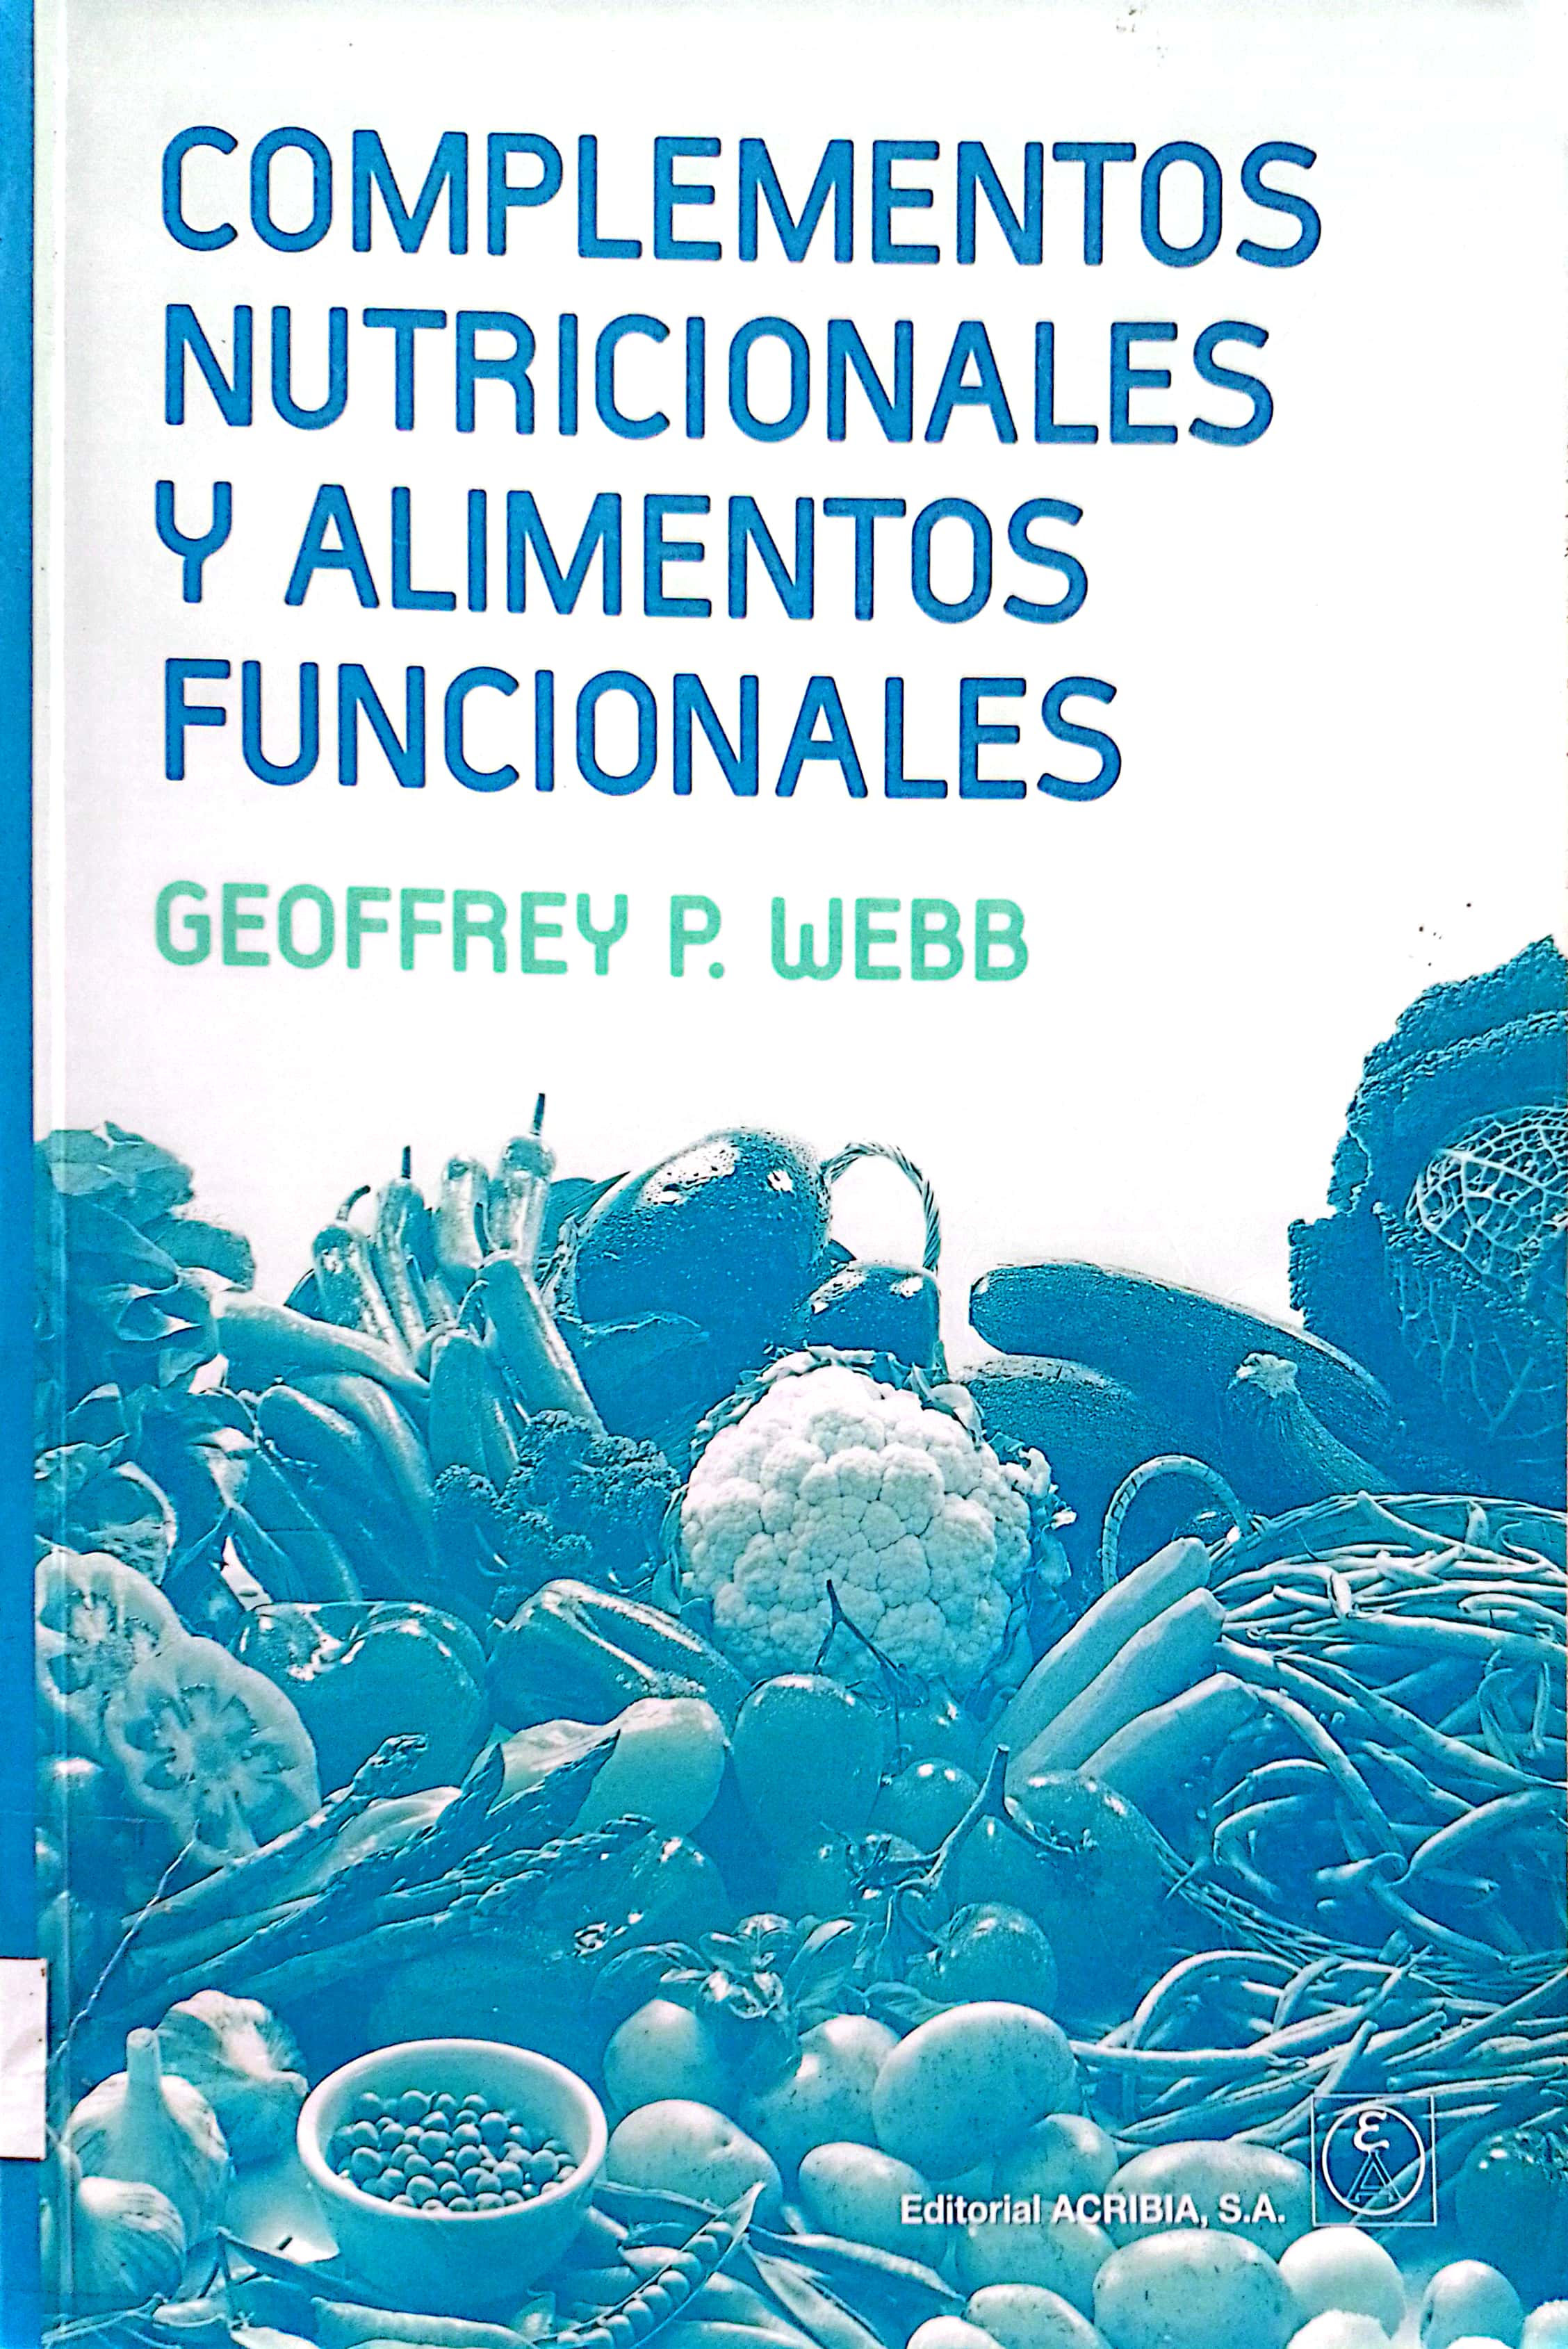 COMPLEMENTOS
NUTRICIONALES
Y ALIMENTOS
FUNCIONALES
GEOFFREY P. WEBB
Editorial ACRIBIA, S.A.